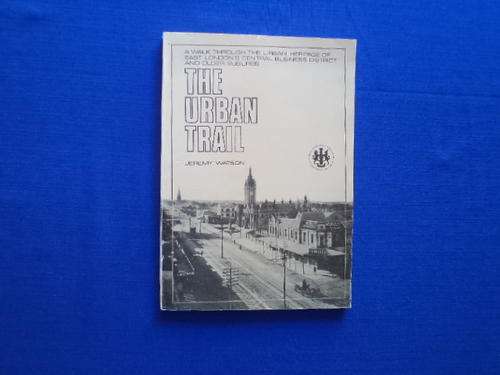 A WALK THROUGH THE URBAN HERITAGE OF
EAST LONDON'S CENTRAL BUSINESS DISTRICT
AND OLDER SUBURBS
THE
URBAN
TRAIL
JEREMY WATSON